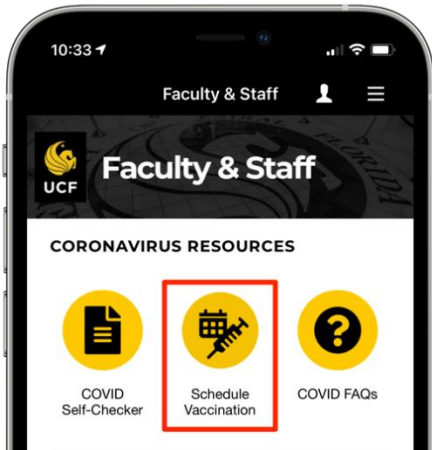 10:33
Faculty & Staff
UCF
Faculty & Staff
CORONAVIRUS RESOURCES
COVID
Self-Checker
Schedule
Vaccination
COVID FAQs